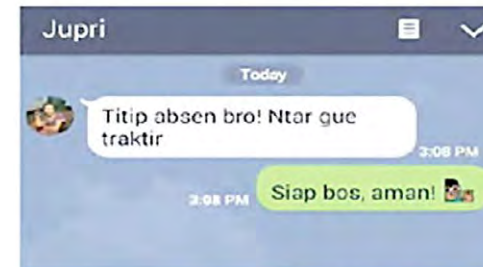 Jupri
Today
Titip absen bro! Ntar gue
traktir
3:08 PM
Siap bos, aman!
3:08 PM